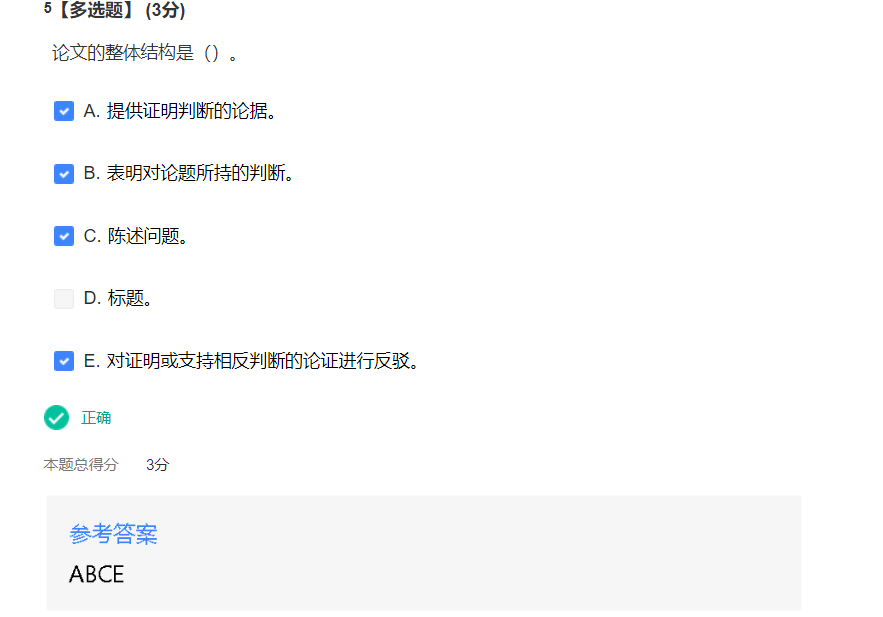 5【多选题】 (3分)
论文的整体结构是（）。
A. 提供证明判断的论据。
B. 表明对论题所持的判断。
C. 陈述问题。
D. 标题。
E. 对证明或支持相反判断的论证进行反驳。
正确
本题总得分 3分
参考答案
ABCE